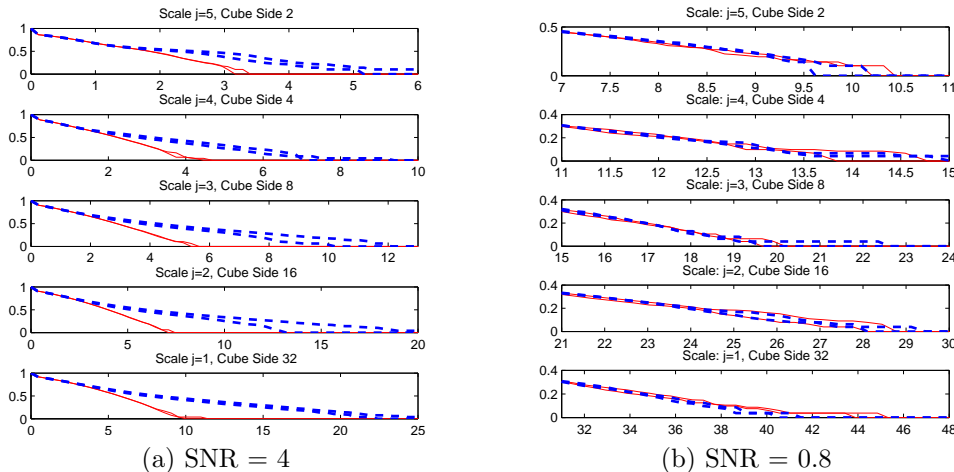 Scale j=5, Cube Side 2
1
0.5
0
0 1 2 3 4 5 6
Scale j=4, Cube Side 4
1
0.5
0
0 2 4 6 8 10
Scale j=3, Cube Side 8
1
0.5
0
0 2 4 6 8 10 12
Scale j=2, Cube Side 16
1
0.5
0
0 5 10 15 20
Scale j=1, Cube Side 32
1
0.5
0
0 5 10 15 20 25
(a) SNR = 4
Scale: j=5, Cube Side 2
0.5
0
7 7.5 8 8.5 9 9.5 10 10.5 11
Scale: j=4, Cube Side 4
0.4
0.2
0
11 11.5 12 12.5 13 13.5 14 14.5 15
Scale: j=3, Cube Side 8
0.4
0.2
0
15 16 17 18 19 20 21 22 23 24
Scale: j=2, Cube Side 16
0.4
0.2
0
21 22 23 24 25 26 27 28 29 30
Scale: j=1, Cube Side 32
0.4
0.2
0
32 34 36 38 40 42 44 46 48
(b) SNR = 0.8